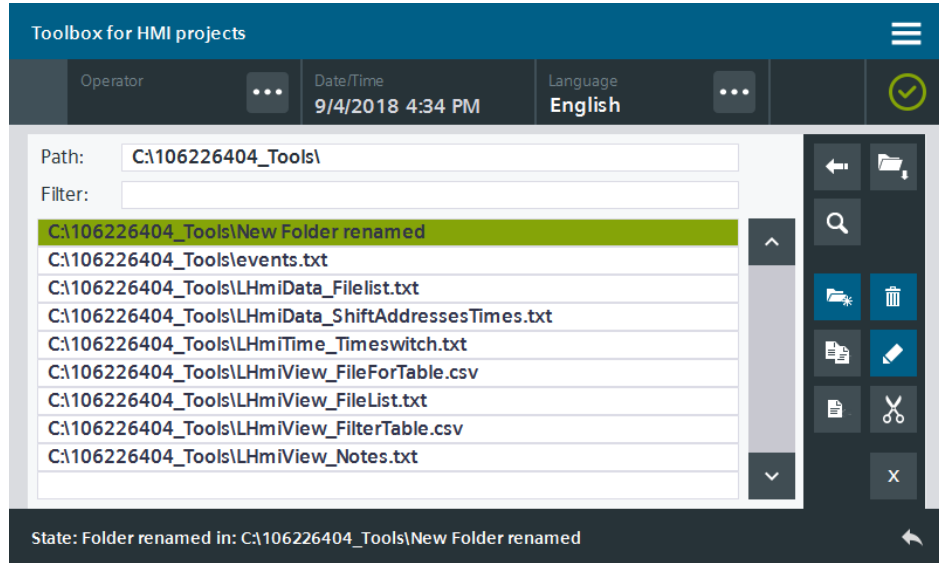 Toolbox for HMI projects
Operator
Date/Time
Language
9/4/2018 4:34 PM
English
Path: C:\106226404_Tools\
Filter:
C:\106226404_Tools\New Folder renamed
C:\106226404_Tools\events.txt
C:\106226404_Tools\LHmiData_Filelist.txt
C:\106226404_Tools\LHmiData_ShiftAddressesTimes.txt
C:\106226404_Tools\LHmiTime_Timeswitch.txt
C:\106226404_Tools\LHmiView_FileForTable.csv
C:\106226404_Tools\LHmiView_FileList.txt
C:\106226404_Tools\LHmiView_FilterTable.csv
C:\106226404_Tools\LHmiView_Notes.txt
X
State: Folder renamed in: C:\106226404_Tools\New Folder renamed